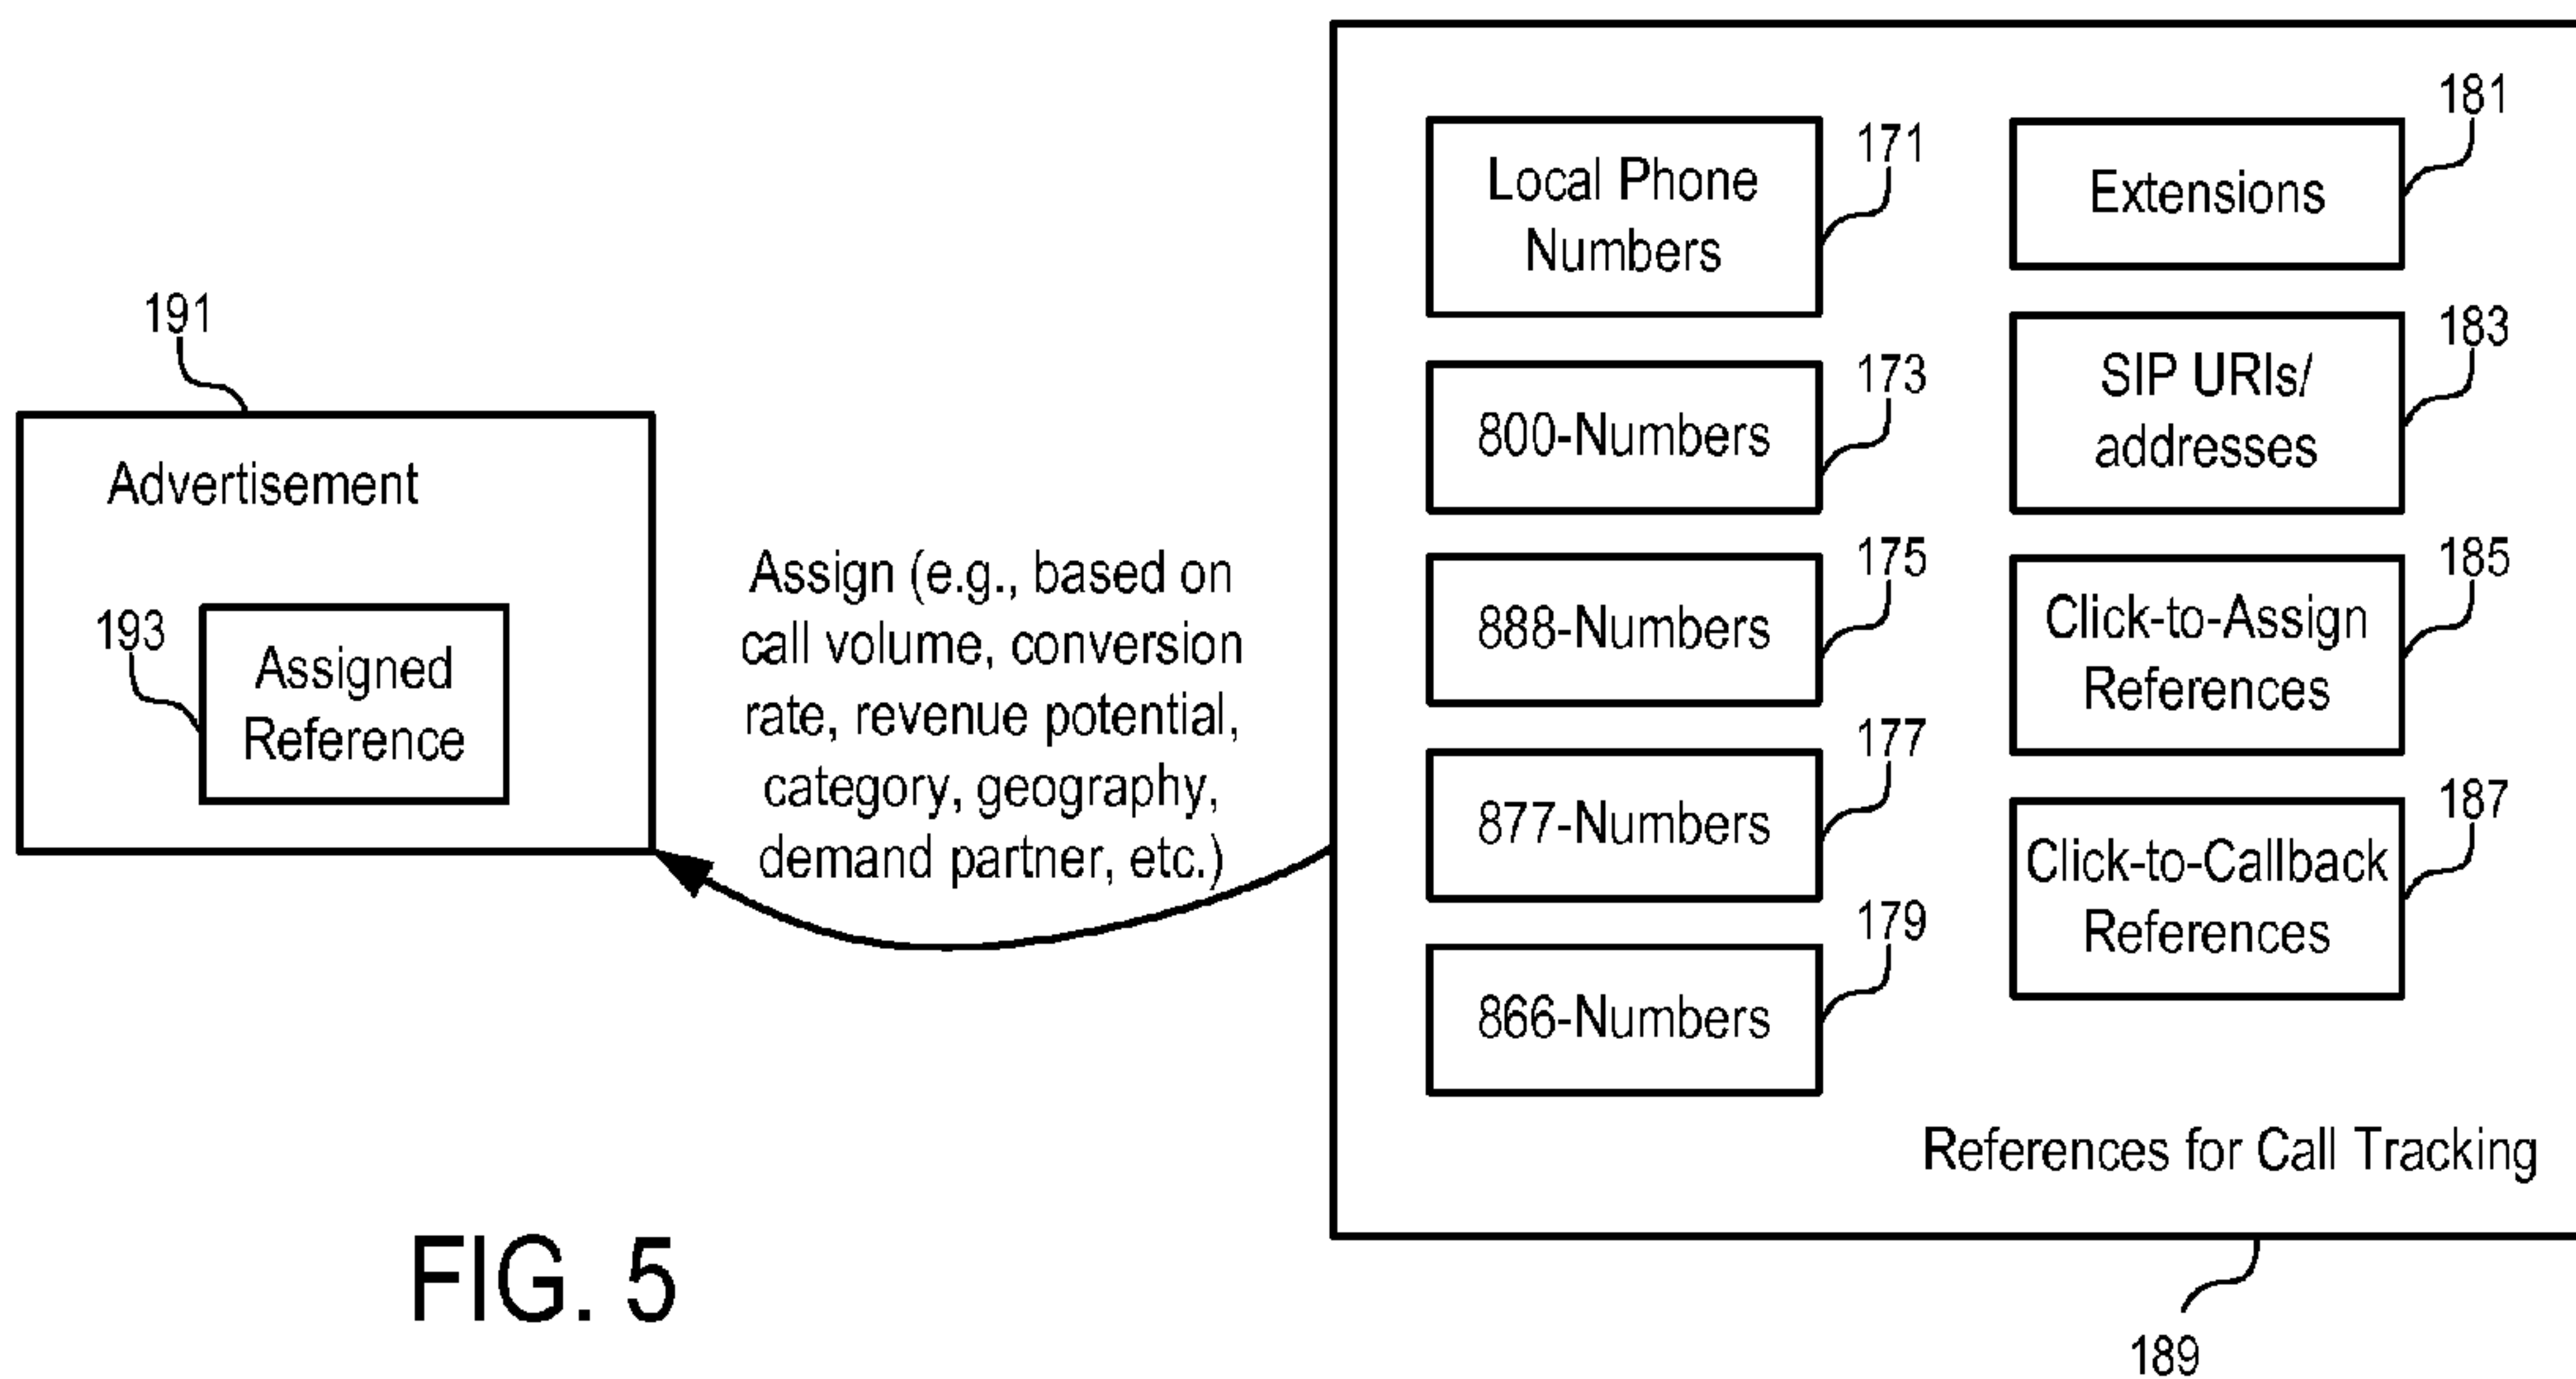 191
Advertisement
193
Assigned
Reference
Assign (e.g., based on
call volume, conversion
rate, revenue potential,
category, geography,
demand partner, etc.)
Local Phone
Numbers
171
800-Numbers
173
888-Numbers
175
877-Numbers
177
866-Numbers
179
Extensions
181
SIP URIs/
addresses
183
Click-to-Assign
References
185
Click-to-Callback
References
187
References for Call Tracking
189
FIG. 5